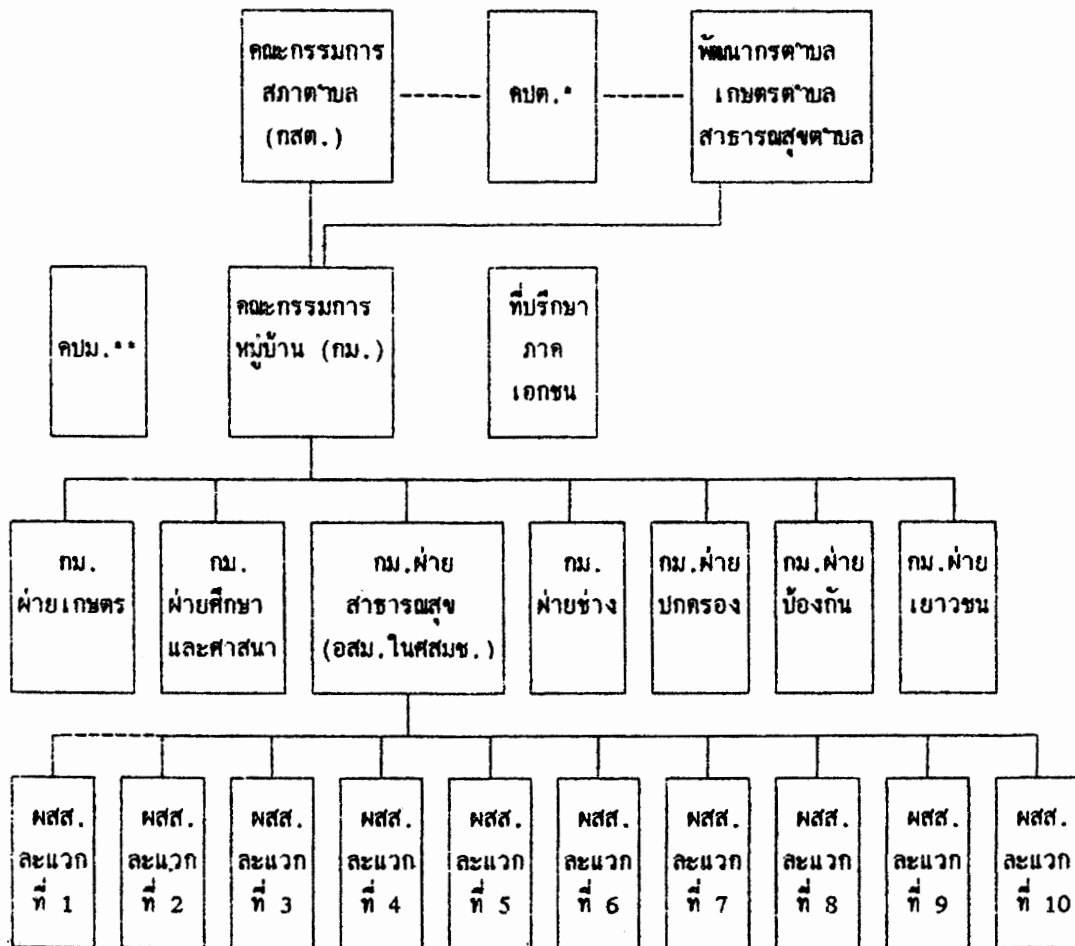 คณะกรรมการ
สภาตำบล
(กสต.)
คปต.*
พัฒนากรตำบล
เกษตรตำบล
สาธารณสุขตำบล
คปม.**
คณะกรรมการ
หมู่บ้าน (กม.)
ที่ปรึกษา
ภาค
เอกชน
กม.
ฝ่ายเกษตร
กม.
ฝ่ายศึกษา
และศาสนา
กม.ฝ่าย
สาธารณสุข
(อสม.ในศสมช.)
กม.
ฝ่ายช่าง
กม.ฝ่าย
ปกครอง
กม.ฝ่าย
ป้องกัน
กม.ฝ่าย
เยาวชน
ผสส.
ละแวก
ที่ 1
ผสส.
ละแวก
ที่ 2
ผสส.
ละแวก
ที่ 3
ผสส.
ละแวก
ที่ 4
ผสส.
ละแวก
ที่ 5
ผสส.
ละแวก
ที่ 6
ผสส.
ละแวก
ที่ 7
ผสส.
ละแวก
ที่ 8
ผสส.
ละแวก
ที่ 9
ผสส.
ละแวก
ที่ 10